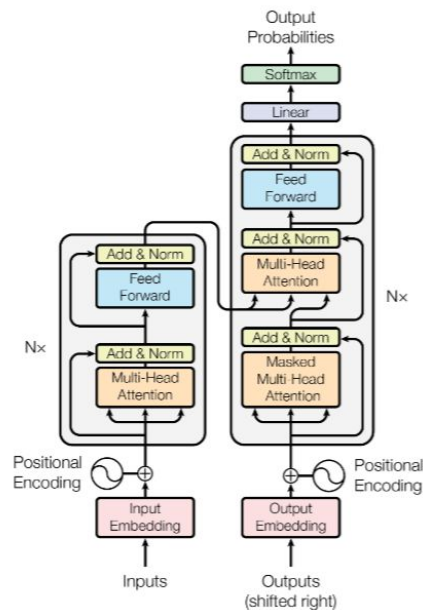 Output
Probabilities
Softmax
Linear
Add & Norm
Feed
Forward
Add & Norm
Multi-Head
Attention
Nx
Add & Norm
Masked
Multi-Head
Attention
Add & Norm
Feed
Forward
Nx
Add & Norm
Multi-Head
Attention
Positional
Encoding
Positional
Encoding
Input
Embedding
Output
Embedding
Inputs
Outputs
(shifted right)